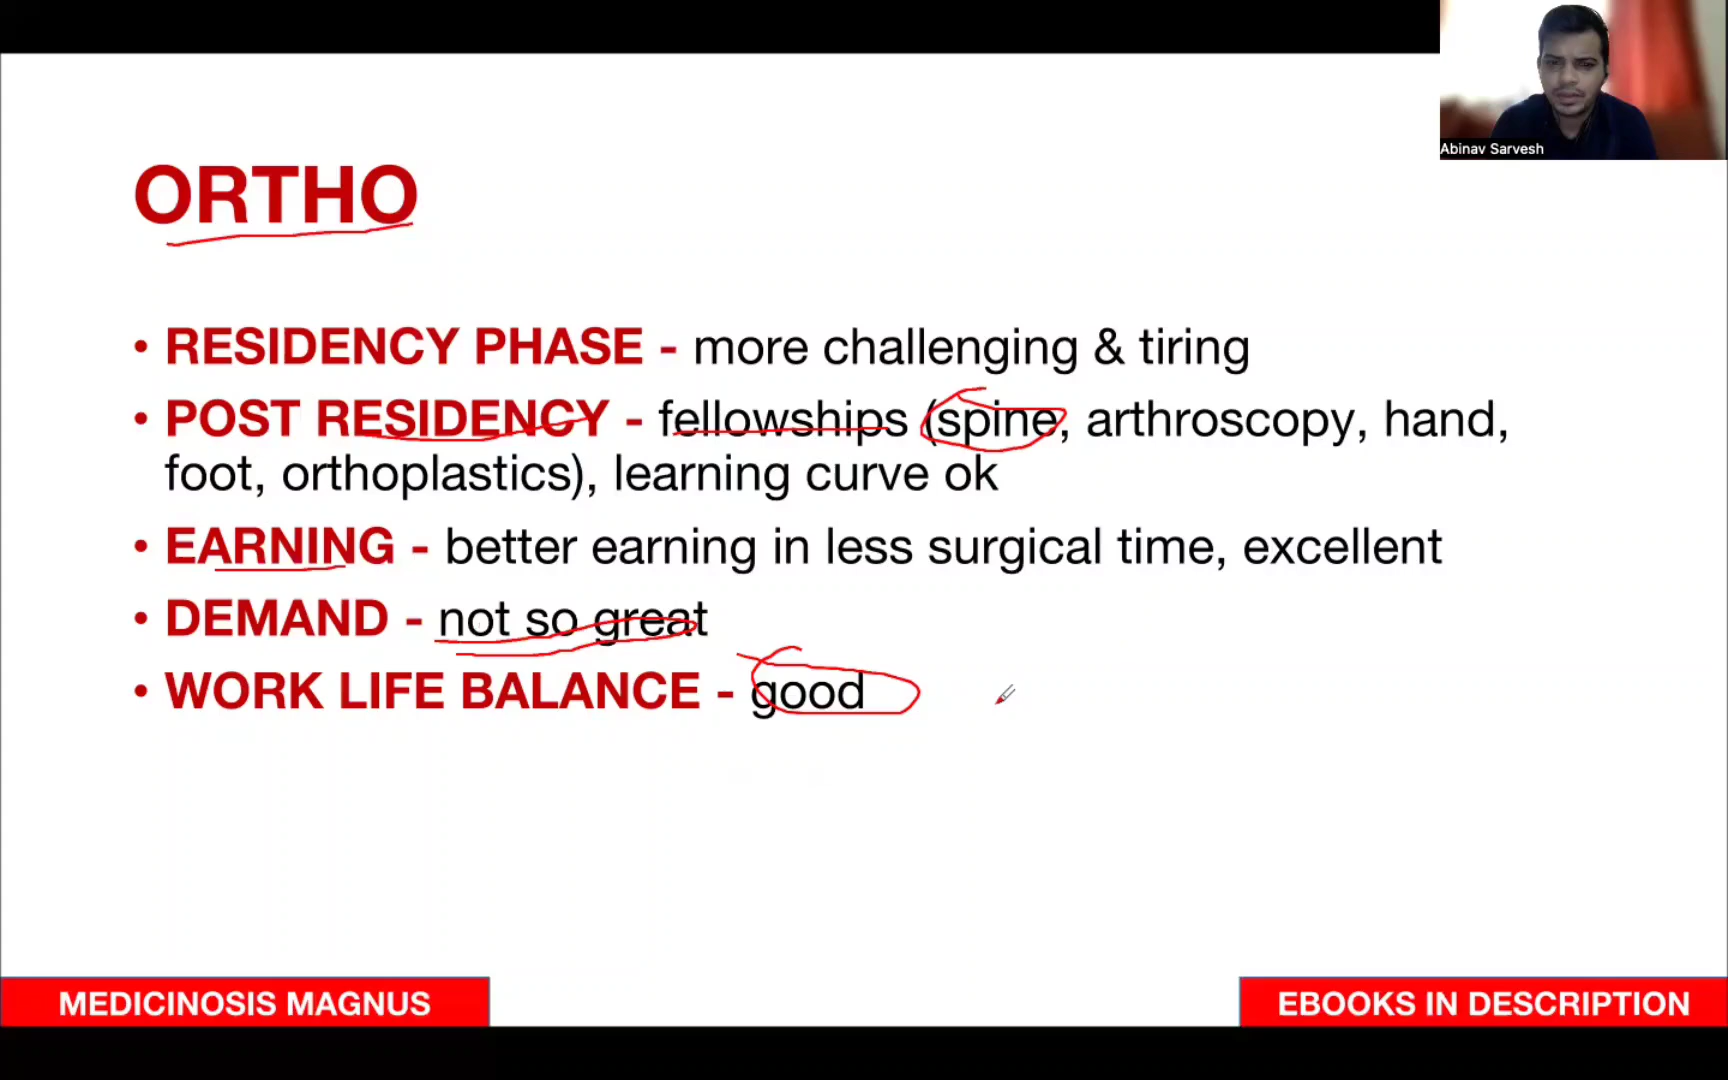 Abinav Sarvesh
ORTHO
• RESIDENCY PHASE - more challenging & tiring
• POST RESIDENCY - fellowships (spine, arthroscopy, hand,
foot, orthoplastics), learning curve ok
• EARNING - better earning in less surgical time, excellent
• DEMAND - not so great
• WORK LIFE BALANCE - good
MEDICINOSIS MAGNUS
EBOOKS IN DESCRIPTION